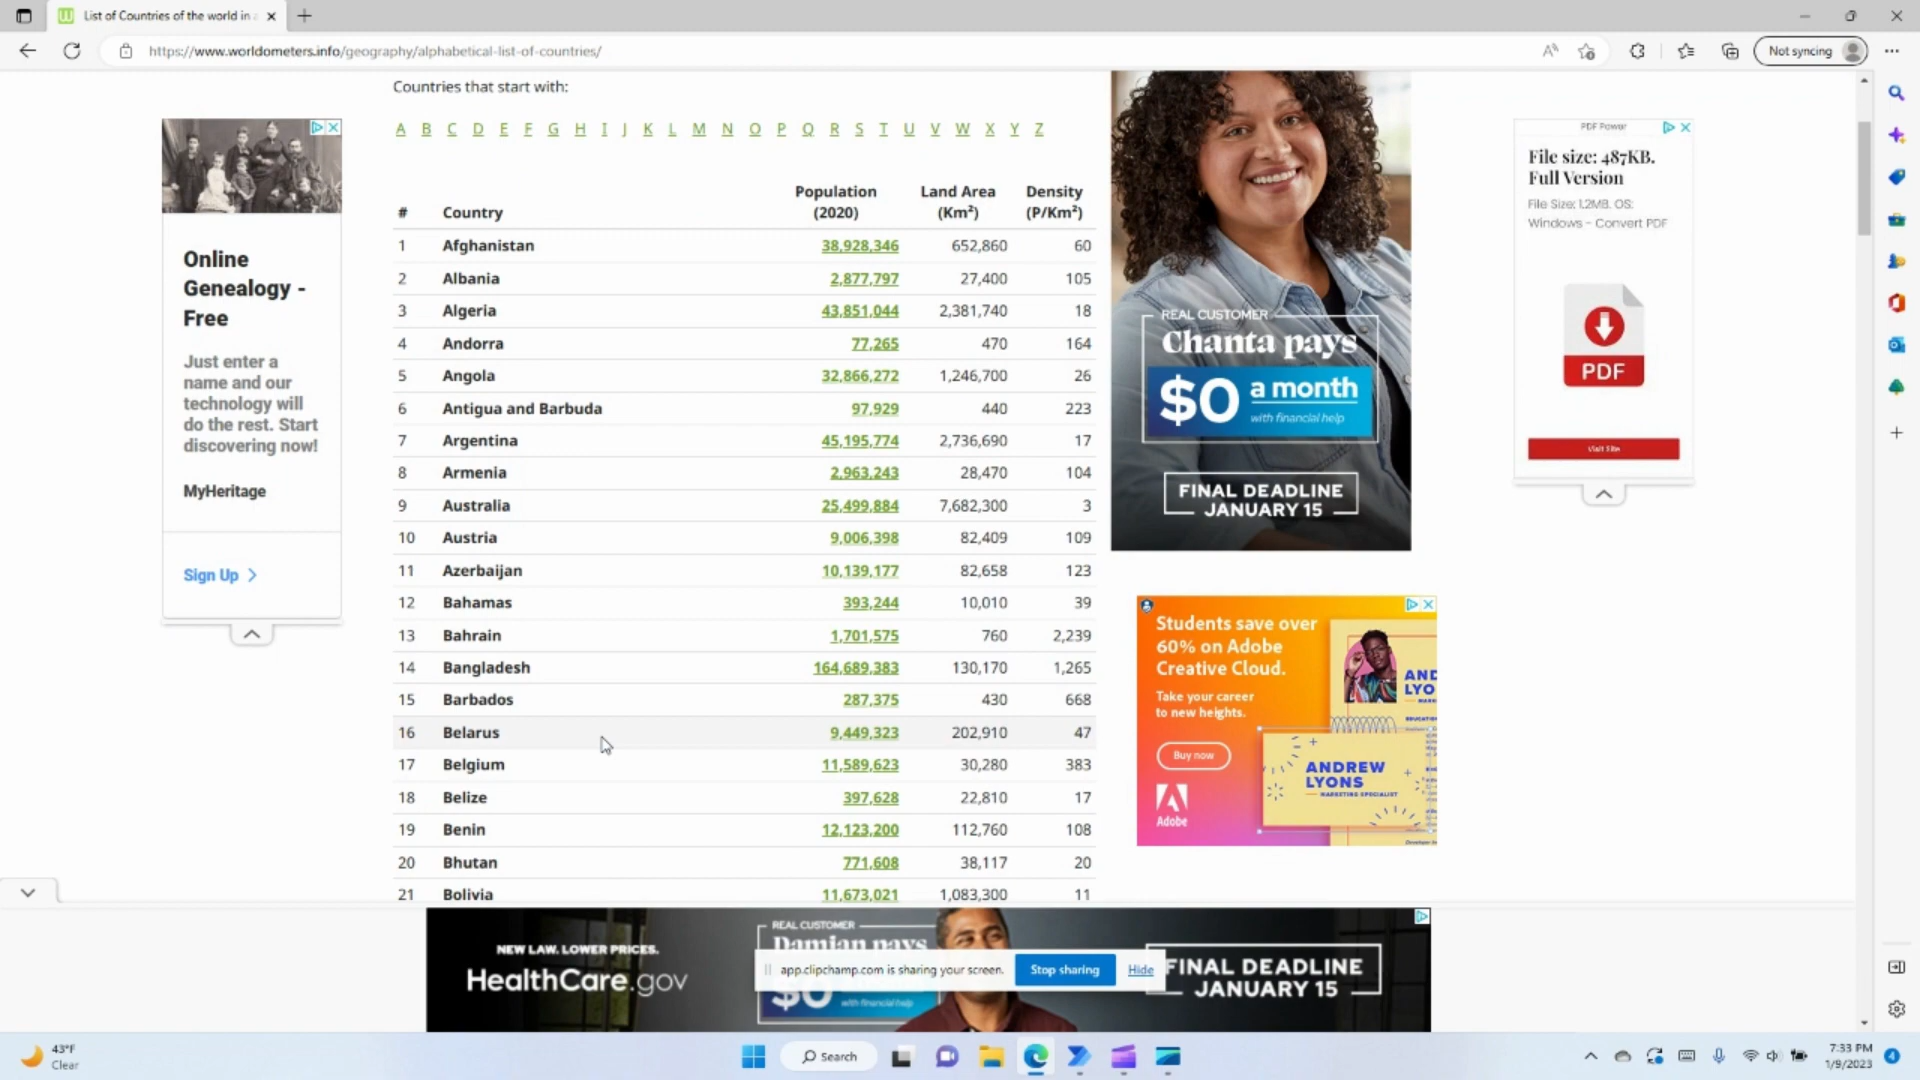 List of Countries of the world in a
https://www.worldometers.info/geography/alphabetical-list-of-countries/
Not syncing
Countries that start with:
A B C D E F G H I J K L M N O P Q R S T U V W X Y Z
# Country Population (2020) Land Area (Km²) Density (P/Km²)
1 Afghanistan 38,928,346 652,860 60
2 Albania 2,877,797 27,400 105
3 Algeria 43,851,044 2,381,740 18
4 Andorra 77,265 470 164
5 Angola 32,866,272 1,246,700 26
6 Antigua and Barbuda 97,929 440 223
7 Argentina 45,195,774 2,736,690 17
8 Armenia 2,963,243 28,470 104
9 Australia 25,499,884 7,682,300 3
10 Austria 9,006,398 82,409 109
11 Azerbaijan 10,139,177 82,658 123
12 Bahamas 393,244 10,010 39
13 Bahrain 1,701,575 760 2,239
14 Bangladesh 164,689,383 130,170 1,265
15 Barbados 287,375 430 668
16 Belarus 9,449,323 202,910 47
17 Belgium 11,589,623 30,280 383
18 Belize 397,628 22,810 17
19 Benin 12,123,200 112,760 108
20 Bhutan 771,608 38,117 20
21 Bolivia 11,673,021 1,083,300 11
Online
Genealogy -
Free
Just enter a
name and our
technology will
do the rest. Start
discovering now!
MyHeritage
Sign Up
REAL CUSTOMER
Chanta pays
$0 a month
with financial help
FINAL DEADLINE
JANUARY 15
PDF Power
File size: 487KB.
Full Version
File Size: 1,2MB. OS:
Windows - Convert PDF
PDF
Visit Site
Students save over
60% on Adobe
Creative Cloud.
Take your career
to new heights.
Buy now
Adobe
AND
LYO
ANDREW
LYONS
MARKETING SPECIALIST
NEW LAW. LOWER PRICES.
HealthCare.gov
REAL CUSTOMER
Damian pays
$0
with financial help
FINAL DEADLINE
JANUARY 15
app.clipchamp.com is sharing your screen.
Stop sharing
Hide
43°F
Clear
Search
7:33 PM
1/9/2023
4